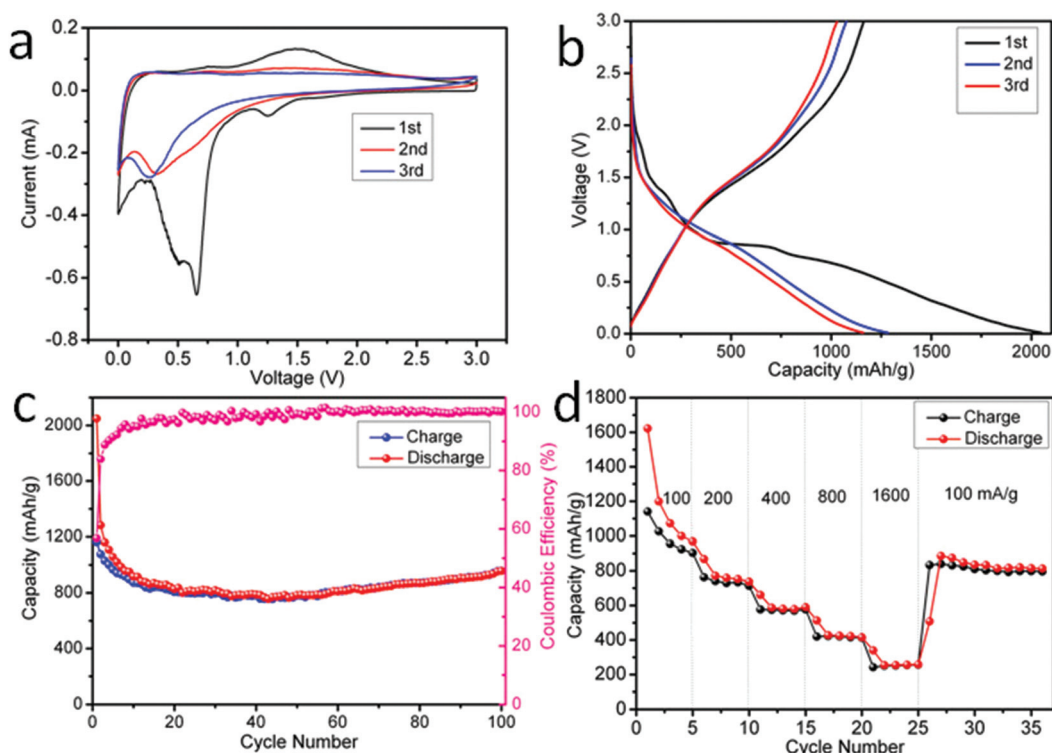 a
0.2
0.0
-0.2
-0.4
-0.6
-0.8
Current (mA)
1st
2nd
3rd
0.0 0.5 1.0 1.5 2.0 2.5 3.0
Voltage (V)
b
3.0
2.5
2.0
1.5
1.0
0.5
0.0
Voltage (V)
1st
2nd
3rd
0 500 1000 1500 2000
Capacity (mAh/g)
c
2000
1600
1200
800
400
0
Capacity (mAh/g)
Charge
Discharge
100
80
60
40
20
0
Coulombic Efficiency (%)
0 20 40 60 80 100
Cycle Number
d
1800
1600
1400
1200
1000
800
600
400
200
0
Capacity (mAh/g)
Charge
Discharge
100 200 400 800 1600 100 mA/g
0 5 10 15 20 25 30 35
Cycle Number